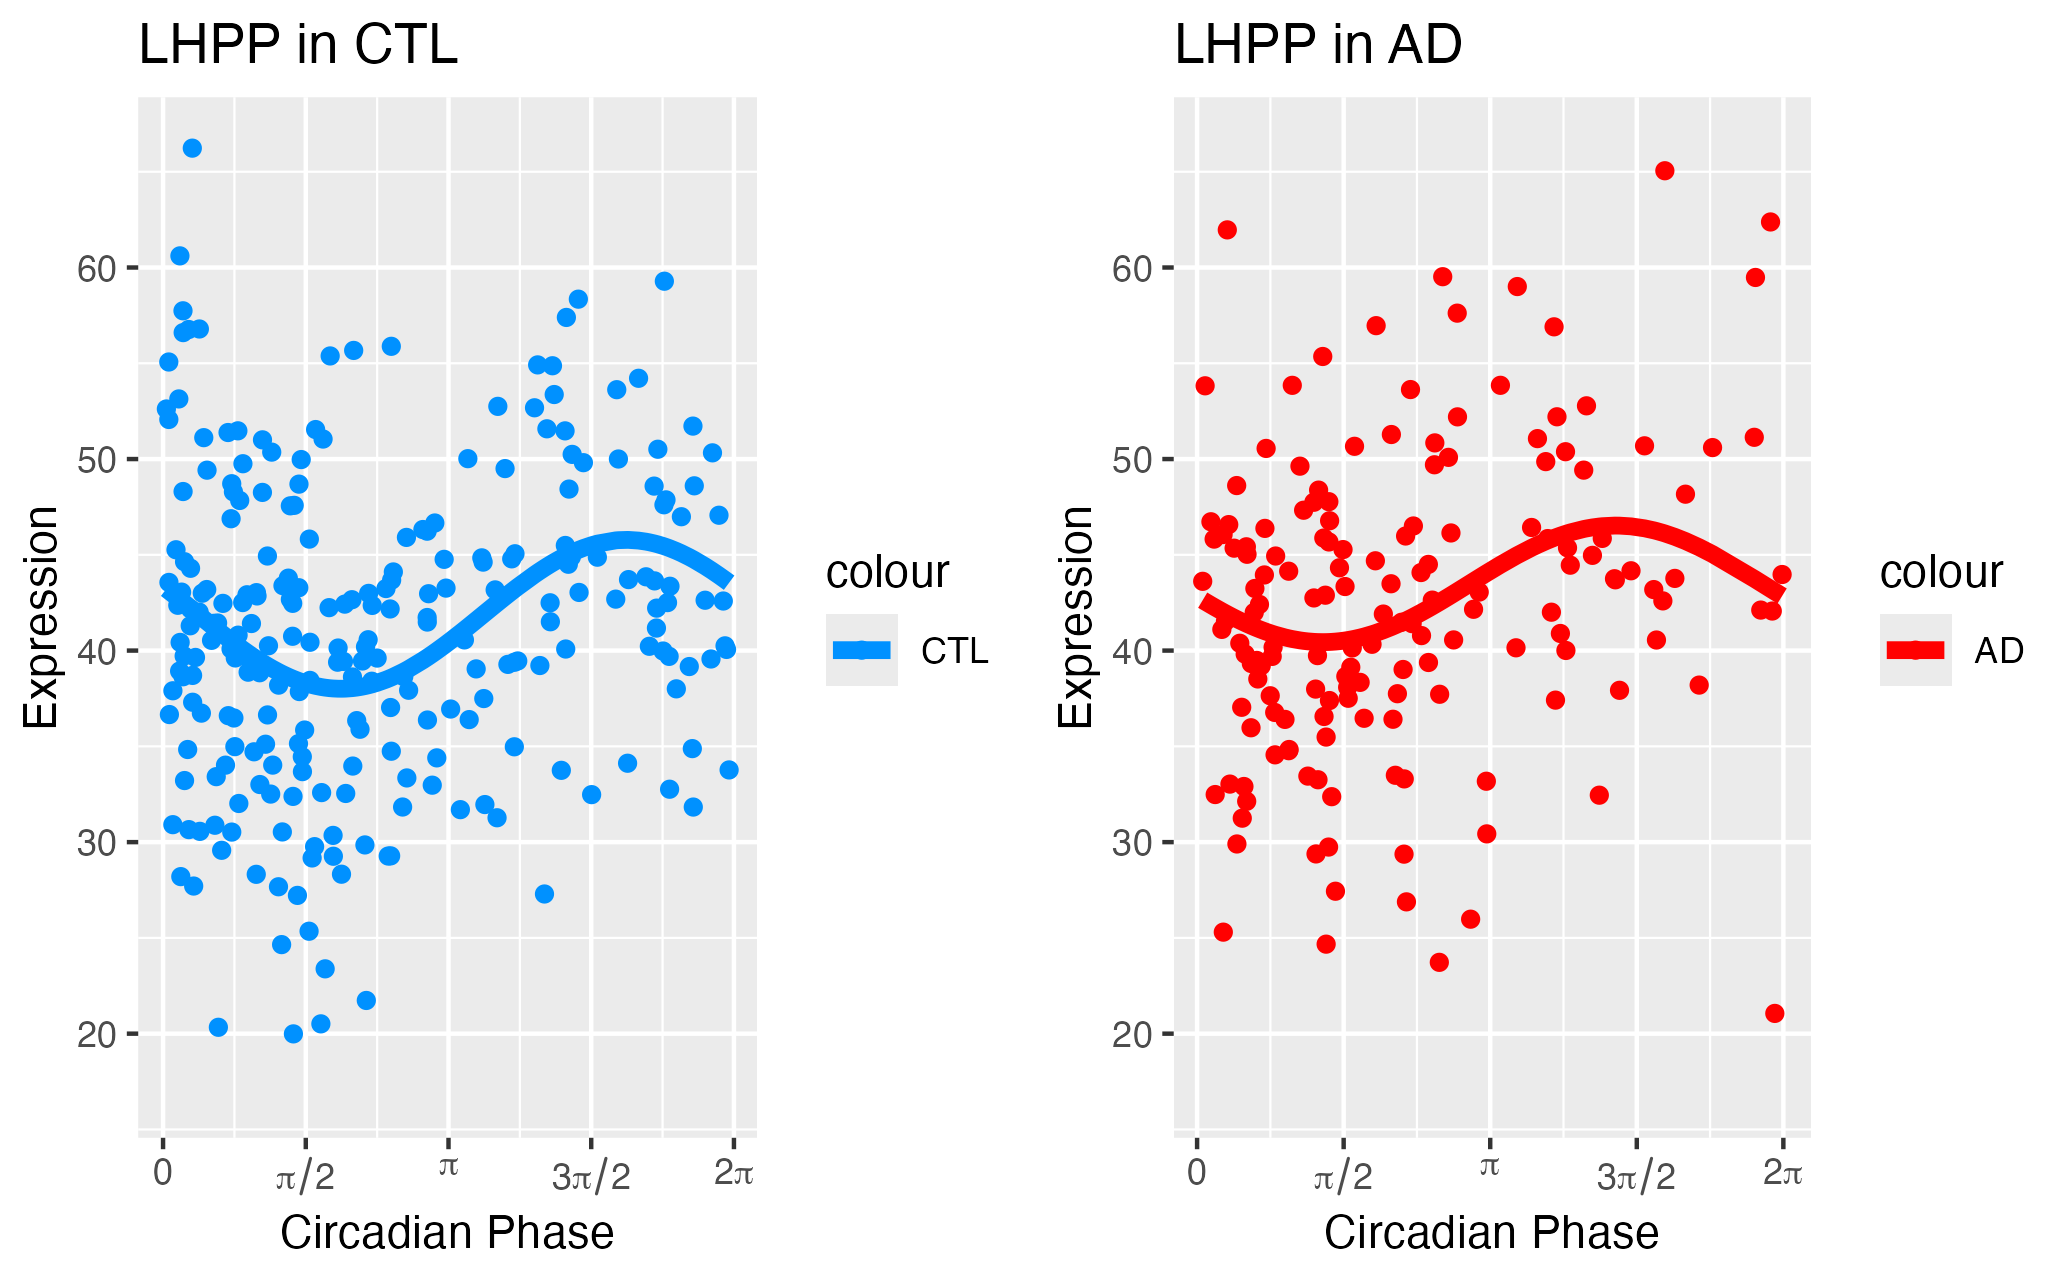 LHPP in CTL
Expression
60
50
40
30
20
0 π/2 π 3π/2 2π
Circadian Phase
colour
CTL
LHPP in AD
Expression
60
50
40
30
20
0 π/2 π 3π/2 2π
Circadian Phase
colour
AD